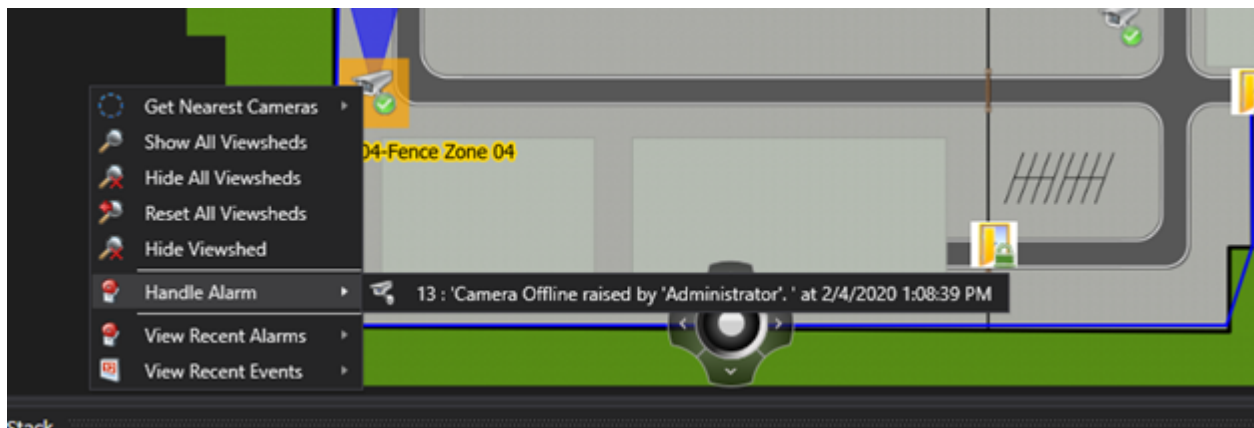 Get Nearest Cameras
Show All Viewsheds
04-Fence Zone 04
Hide All Viewsheds
Reset All Viewsheds
Hide Viewshed
Handle Alarm
13 : 'Camera Offline raised by 'Administrator'. ' at 2/4/2020 1:08:39 PM
View Recent Alarms
View Recent Events
Stack